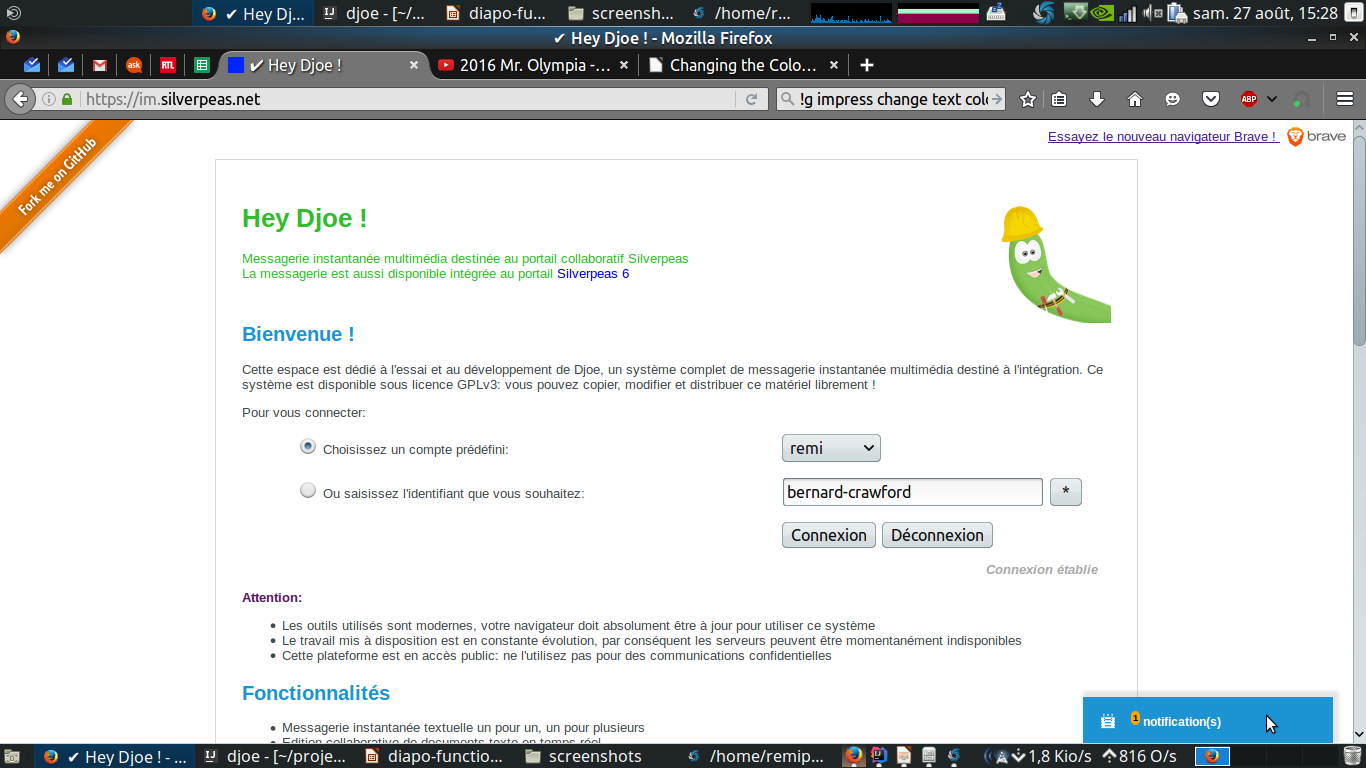 ✔ Hey Dj...
djoe - [~/...
diapo-fu...
screensh...
/home/r...
sam. 27 août, 15:28
✔ Hey Djoe ! - Mozilla Firefox
ask
RTL
✔ Hey Djoe !
2016 Mr. Olympia -...
Changing the Colo...
https://im.silverpeas.net
!g impress change text colo
ABP
Fork me on GitHub
Essayez le nouveau navigateur Brave ! brave
Hey Djoe !
Messagerie instantanée multimédia destinée au portail collaboratif Silverpeas
La messagerie est aussi disponible intégrée au portail Silverpeas 6
Bienvenue !
Cette espace est dédié à l'essai et au développement de Djoe, un système complet de messagerie instantanée multimédia destiné à l'intégration. Ce
système est disponible sous licence GPLv3: vous pouvez copier, modifier et distribuer ce matériel librement !
Pour vous connecter:
Choisissez un compte prédéfini:
remi
Ou saisissez l'identifiant que vous souhaitez:
bernard-crawford
*
Connexion
Déconnexion
Connexion établie
Attention:
Les outils utilisés sont modernes, votre navigateur doit absolument être à jour pour utiliser ce système
Le travail mis à disposition est en constante évolution, par conséquent les serveurs peuvent être momentanément indisponibles
Cette plateforme est en accès public: ne l'utilisez pas pour des communications confidentielles
Fonctionnalités
Messagerie instantanée textuelle un pour un, un pour plusieurs
Edition collaborative de documents texte en temps réel
1 notification(s)
✔ Hey Djoe ! - ...
djoe - [~/proje...
diapo-functio...
screenshots
/home/remip...
1,8 Kio/s
816 O/s